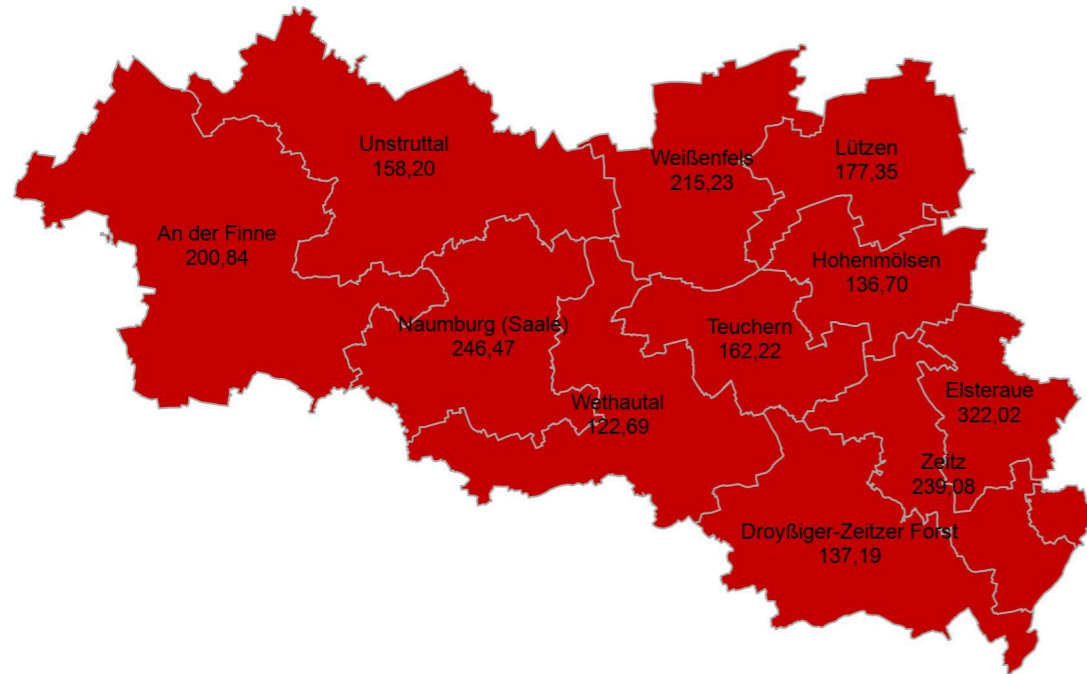 Unstruttal
158,20
Weißenfels
215,23
Lützen
177,35
An der Finne
200,84
Hohenmölsen
136,70
Naumburg (Saale)
246,47
Teuchern
162,22
Wethautal
122,69
Elsteraue
322,02
Zeitz
239,08
Droyßiger-Zeitzer Forst
137,19